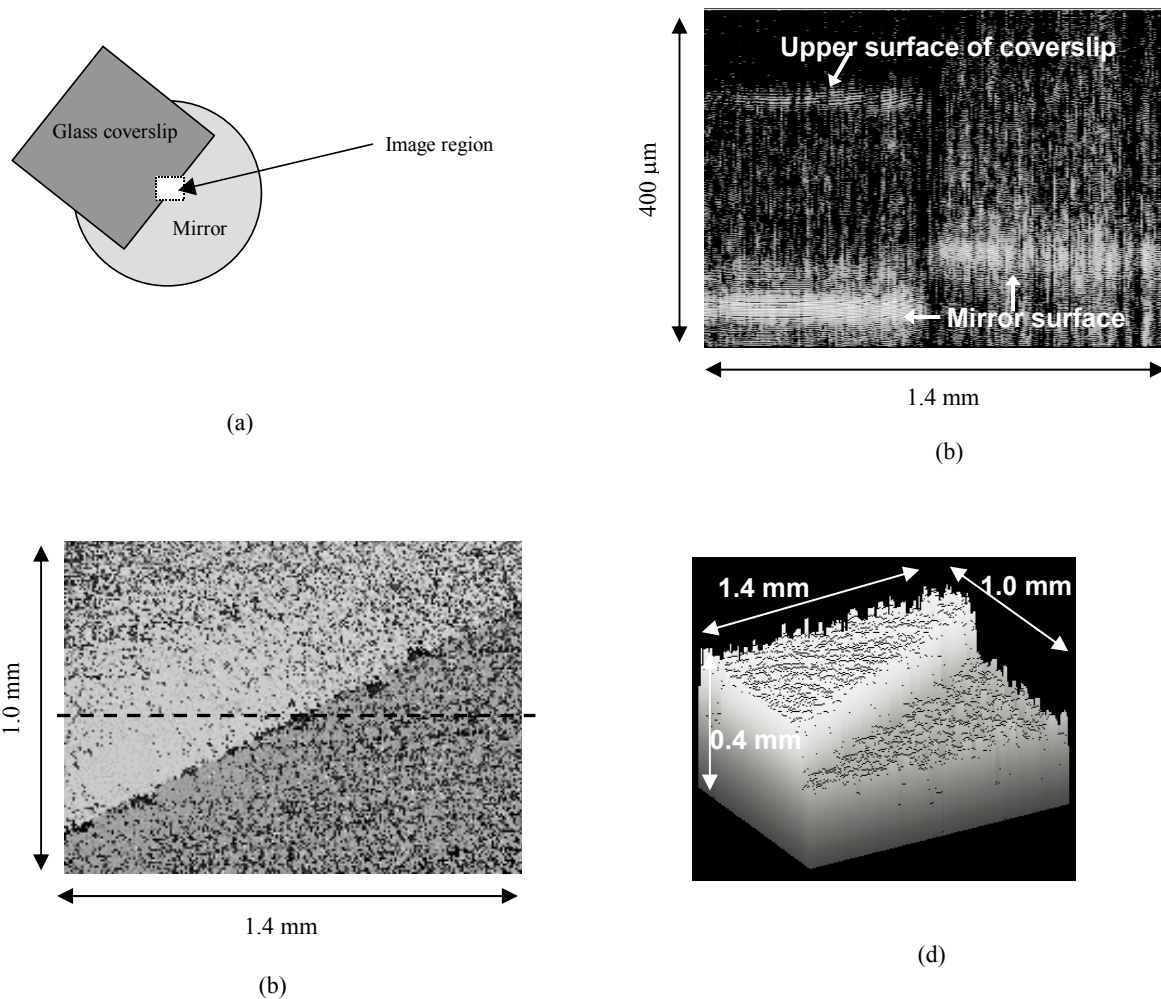 Glass coverslip
Image region
Mirror
(a)
Upper surface of coverslip
Mirror surface
400 µm
1.4 mm
(b)
1.0 mm
1.4 mm
(b)
1.4 mm
1.0 mm
0.4 mm
(d)